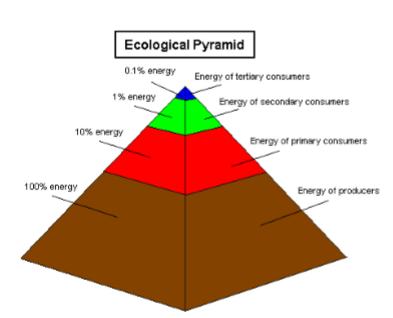 Ecological Pyramid
0.1% energy
Energy of tertiary consumers
1% energy
Energy of secondary consumers
10% energy
Energy of primary consumers
100% energy
Energy of producers